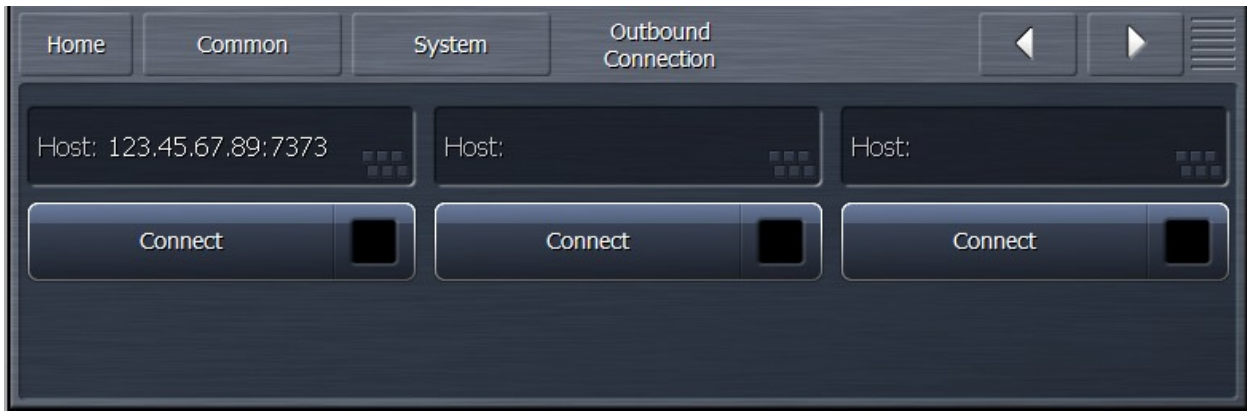 Home
Common
System
Outbound
Connection
Host: 123.45.67.89:7373
Host:
Host:
Connect
Connect
Connect